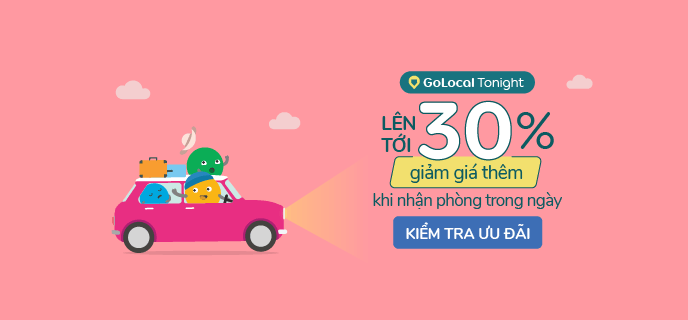 GoLocal Tonight
LÊN
TỚI
30%
giảm giá thêm
khi nhận phòng trong ngày
KIỂM TRA ƯU ĐÃI